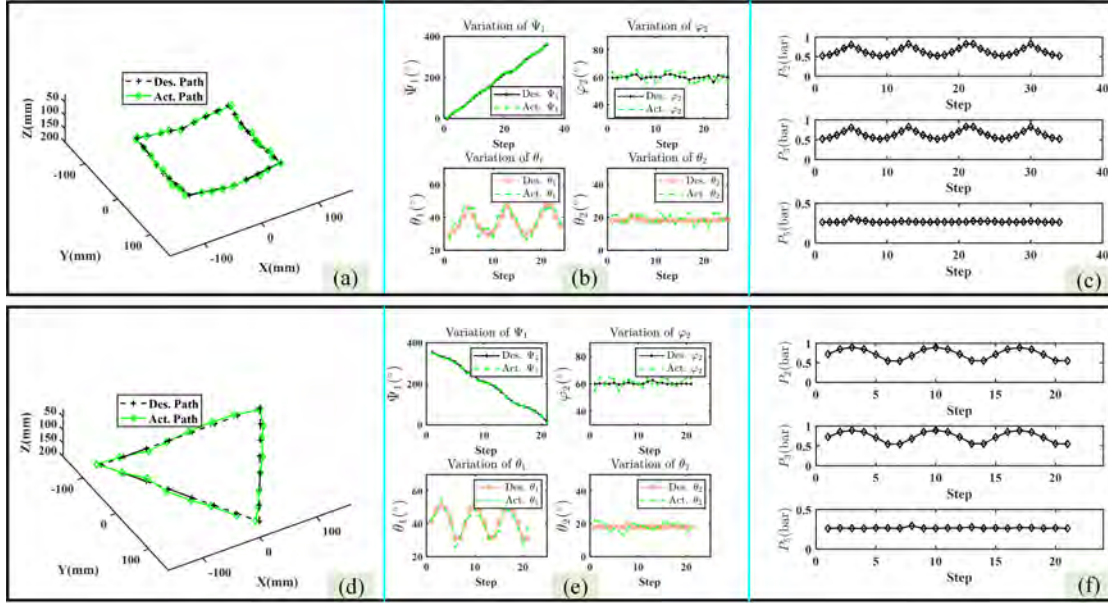 Des. Path
Act. Path
Z(mm)
50
100
150
200
-100
0
100
Y(mm)
-100
0
100
X(mm)
(a)
Variation of Ψ₁
Ψ₁(°)
400
200
0
Des. Ψ₁
Act. Ψ₁
0 20 40
Step
Variation of φ₂
φ₂(°)
80
60
40
Des. φ₂
Act. φ₂
0 10 20
Step
Variation of θ₁
θ₁(°)
60
40
20
Des. θ₁
Act. θ₁
0 10 20
Step
Variation of θ₂
θ₂(°)
40
20
0
Des. θ₂
Act. θ₂
0 10 20
Step
(b)
P₂(bar)
1
0.5
0
0 10 20 30 40
Step
P₃(bar)
1
0.5
0
0 10 20 30 40
Step
0.5
0
0 10 20 30 40
Step
(c)
Des. Path
Act. Path
Z(mm)
50
100
150
200
-100
0
100
Y(mm)
-100
0
100
X(mm)
(d)
Variation of Ψ₁
Ψ₁(°)
400
200
0
Des. Ψ₁
Act. Ψ₁
0 10 20
Step
Variation of φ₂
φ₂(°)
80
60
40
Des. φ₂
Act. φ₂
0 10 20
Step
Variation of θ₁
θ₁(°)
60
40
20
Des. θ₁
Act. θ₁
0 10 20
Step
Variation of θ₂
θ₂(°)
40
20
0
Des. θ₂
Act. θ₂
0 10 20
Step
(e)
P₂(bar)
1
0.5
0
0 5 10 15 20
Step
P₃(bar)
1
0.5
0
0 5 10 15 20
Step
0.5
0
0 5 10 15 20
Step
(f)